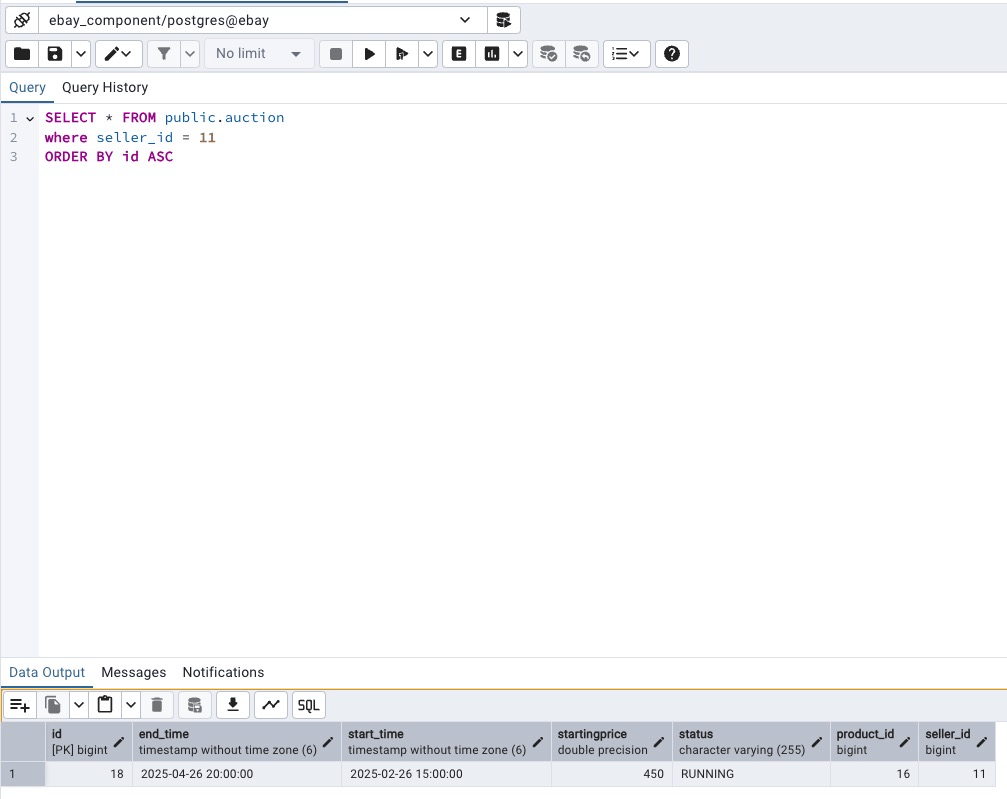 ebay_component/postgres@ebay
No limit
Query Query History
1 SELECT * FROM public.auction
2 where seller_id = 11
3 ORDER BY id ASC
Data Output Messages Notifications
SQL
id end_time start_time startingprice status product_id seller_id
[PK] bigint timestamp without time zone (6) timestamp without time zone (6) double precision character varying (255) bigint bigint
1 18 2025-04-26 20:00:00 2025-02-26 15:00:00 450 RUNNING 16 11